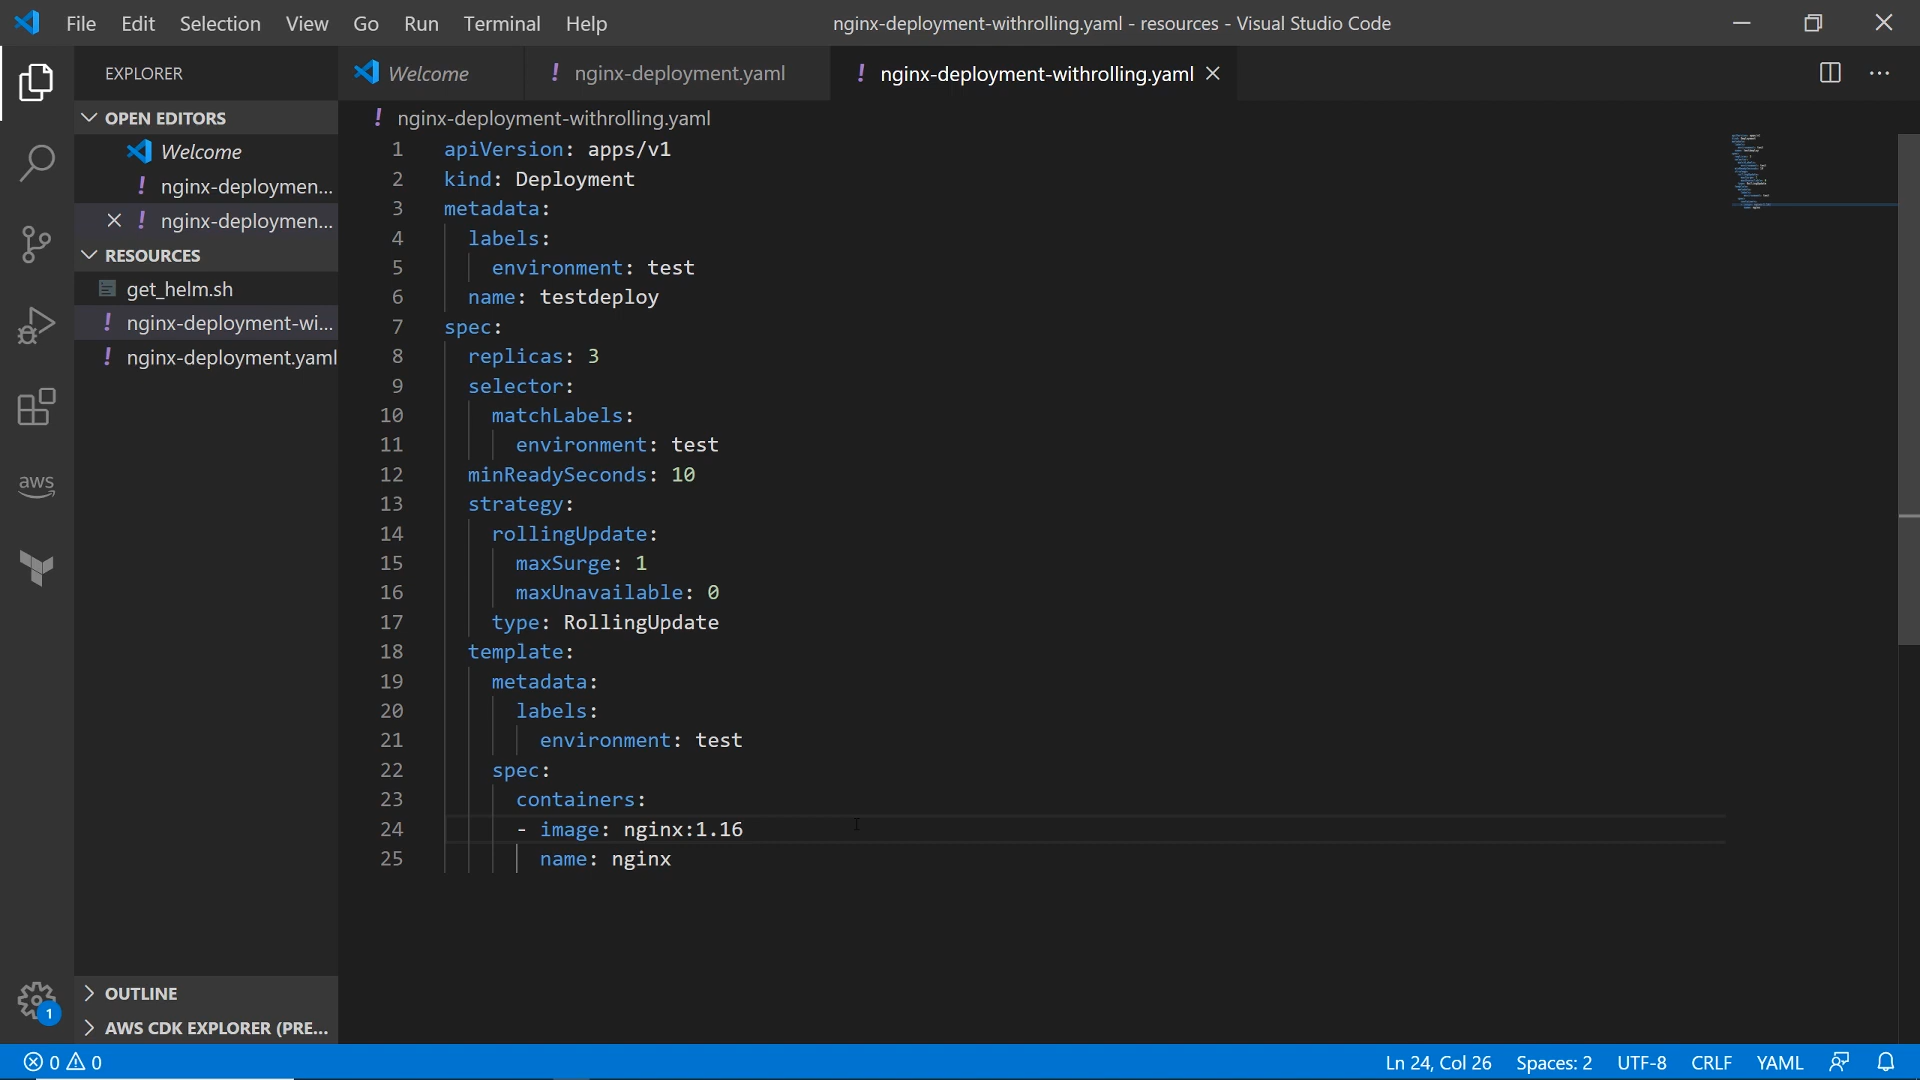 File Edit Selection View Go Run Terminal Help nginx-deployment-withrolling.yaml - resources - Visual Studio Code
EXPLORER
Welcome
! nginx-deployment.yaml
! nginx-deployment-withrolling.yaml
OPEN EDITORS
Welcome
! nginx-deploymen...
! nginx-deploymen...
RESOURCES
get_helm.sh
! nginx-deployment-wi...
! nginx-deployment.yaml
aws
OUTLINE
AWS CDK EXPLORER (PRE...
1
! nginx-deployment-withrolling.yaml
1 apiVersion: apps/v1
2 kind: Deployment
3 metadata:
4 labels:
5 environment: test
6 name: testdeploy
7 spec:
8 replicas: 3
9 selector:
10 matchLabels:
11 environment: test
12 minReadySeconds: 10
13 strategy:
14 rollingUpdate:
15 maxSurge: 1
16 maxUnavailable: 0
17 type: RollingUpdate
18 template:
19 metadata:
20 labels:
21 environment: test
22 spec:
23 containers:
24 - image: nginx:1.16
25 name: nginx
0 0
Ln 24, Col 26 Spaces: 2 UTF-8 CRLF YAML